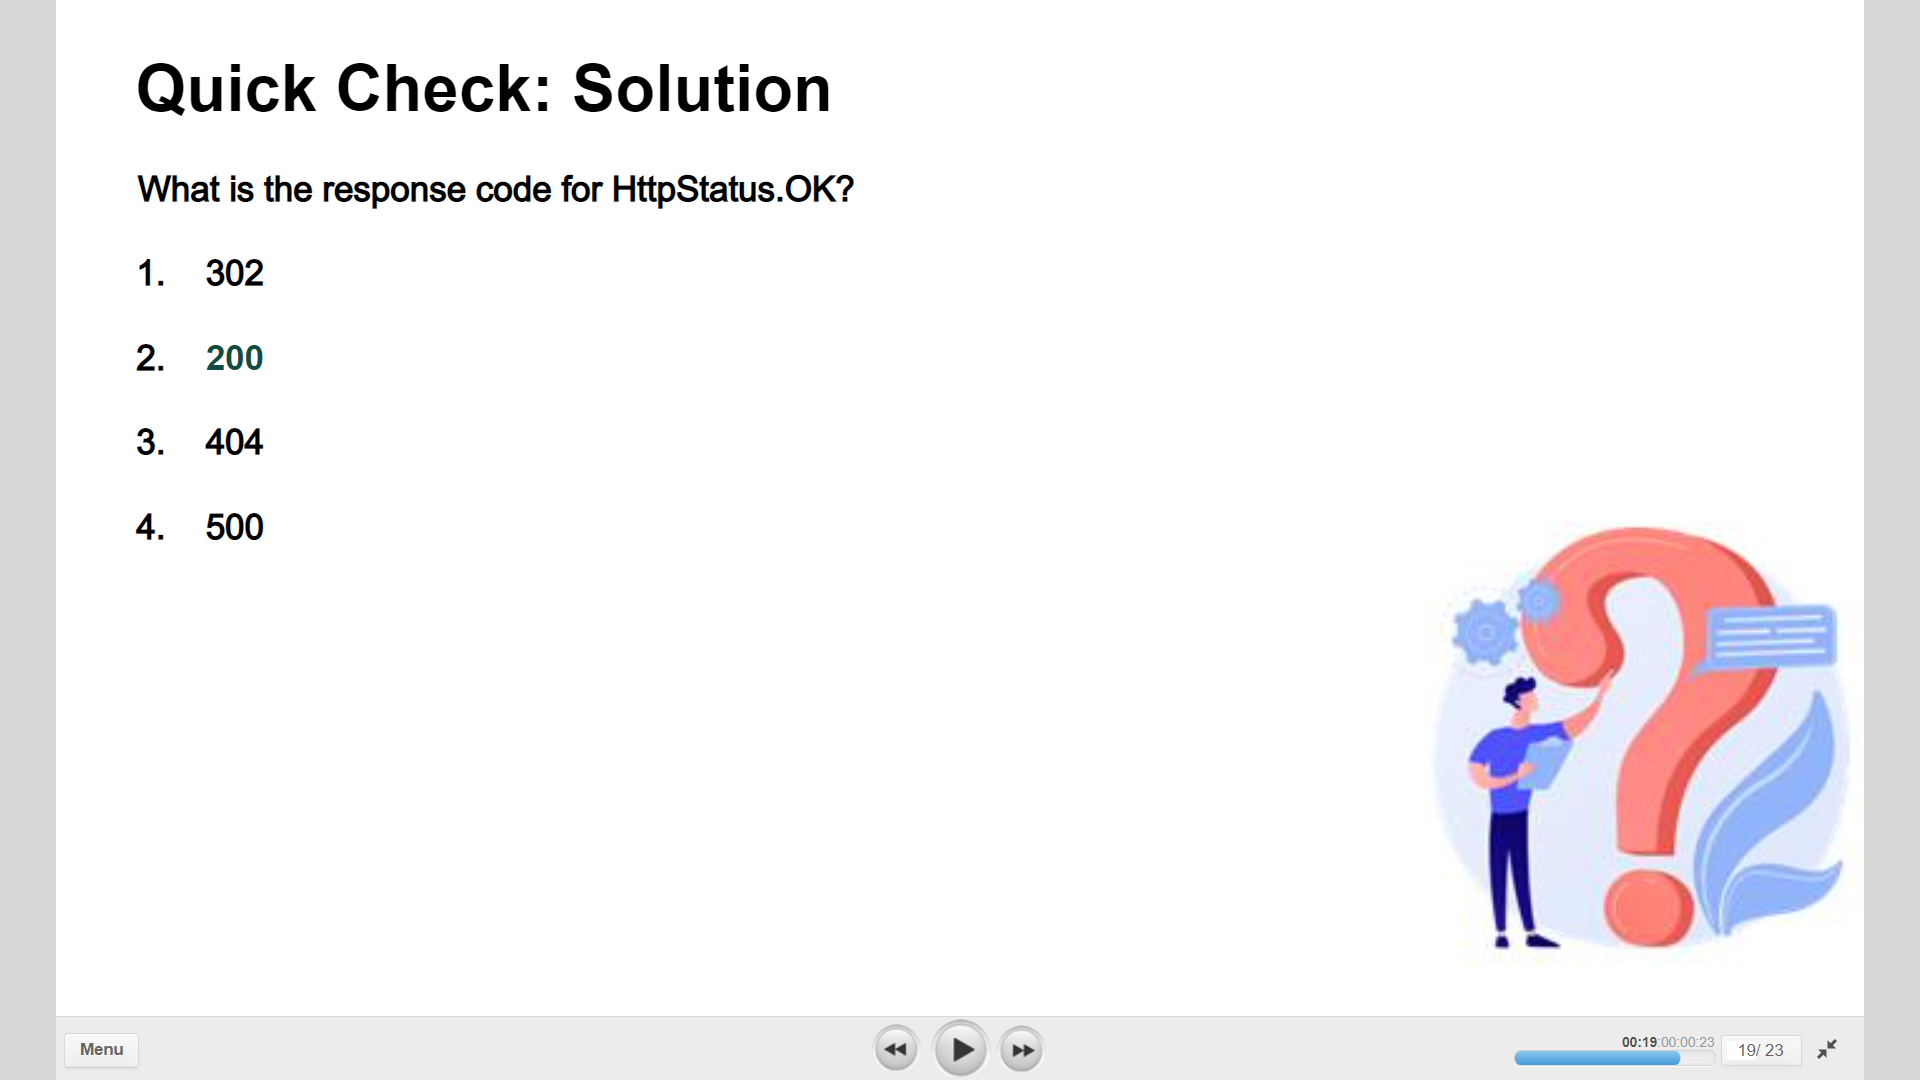 Quick Check: Solution
What is the response code for HttpStatus.OK?
1. 302
2. 200
3. 404
4. 500
Menu
00:19:00:00:23
19/ 23